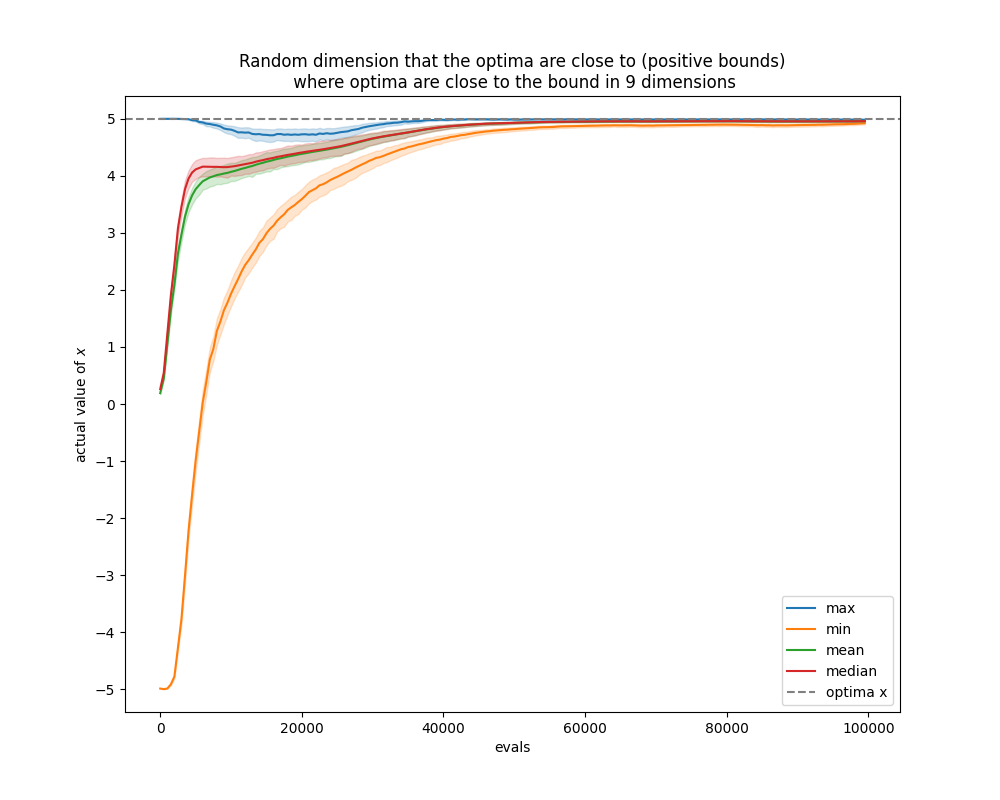 Random dimension that the optima are close to (positive bounds)
where optima are close to the bound in 9 dimensions
actual value of x
5
4
3
2
1
0
−1
−2
−3
−4
−5
0
20000
40000
60000
80000
100000
evals
max
min
mean
median
optima x